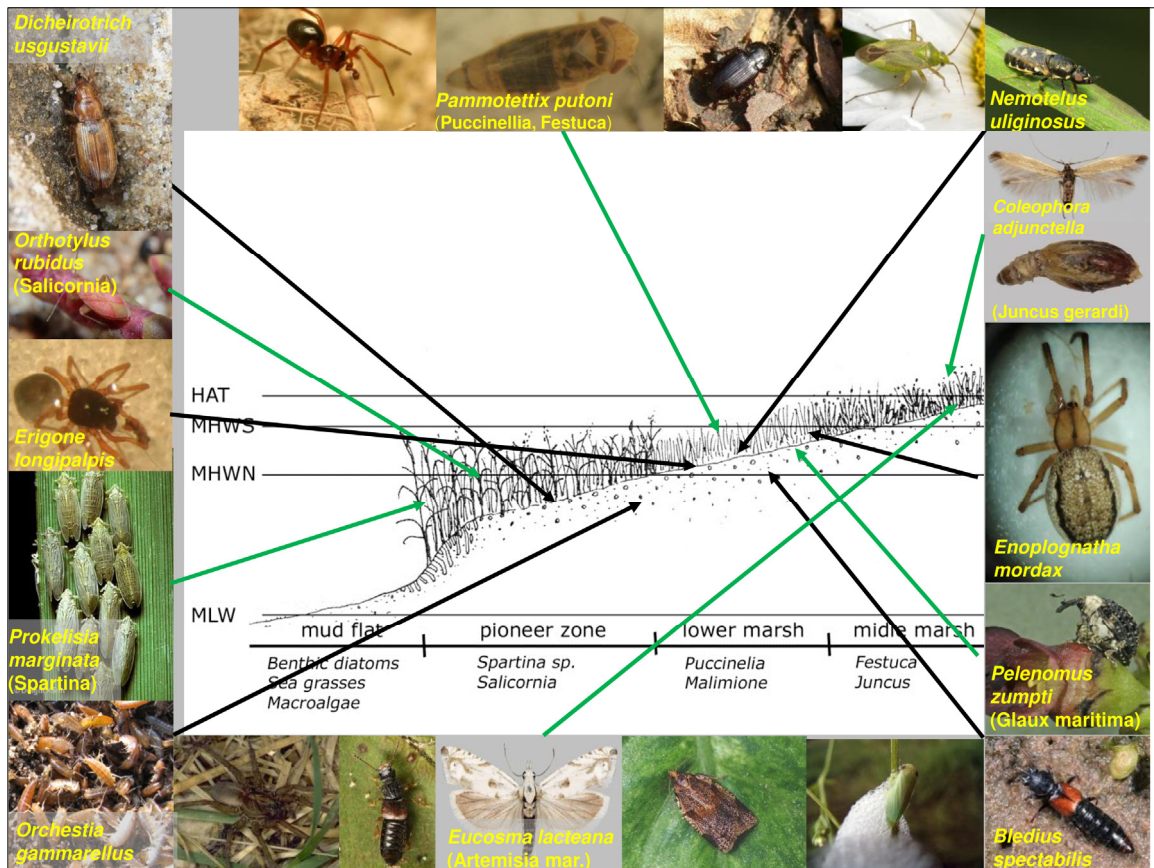 Dicheirotrich
usgustavii
Pammotettix putoni
(Puccinellia, Festuca)
Nemotelus
uliginosus
Coleophora
adjunctella
(Juncus gerardi)
Orthotylus
rubidus
(Salicornia)
Erigone
longipalpis
Prokelisia
marginata
(Spartina)
Orchestia
gammarellus
HAT
MHWS
MHWN
MLW
mud flat
pioneer zone
lower marsh
midle marsh
Benthic diatoms
Sea grasses
Macroalgae
Spartina sp.
Salicornia
Puccinelia
Malimione
Festuca
Juncus
Enoplognatha
mordax
Pelenomus
zumpti
(Glaux maritima)
Eucosma lacteana
(Artemisia mar.)
Bledius
spectabilis